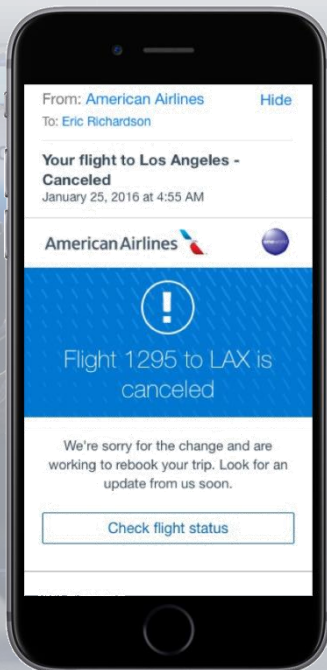 From: American Airlines Hide
To: Eric Richardson
Your flight to Los Angeles -
Canceled
January 25, 2016 at 4:55 AM
American Airlines
Flight 1295 to LAX is
canceled
We're sorry for the change and are
working to rebook your trip. Look for an
update from us soon.
Check flight status